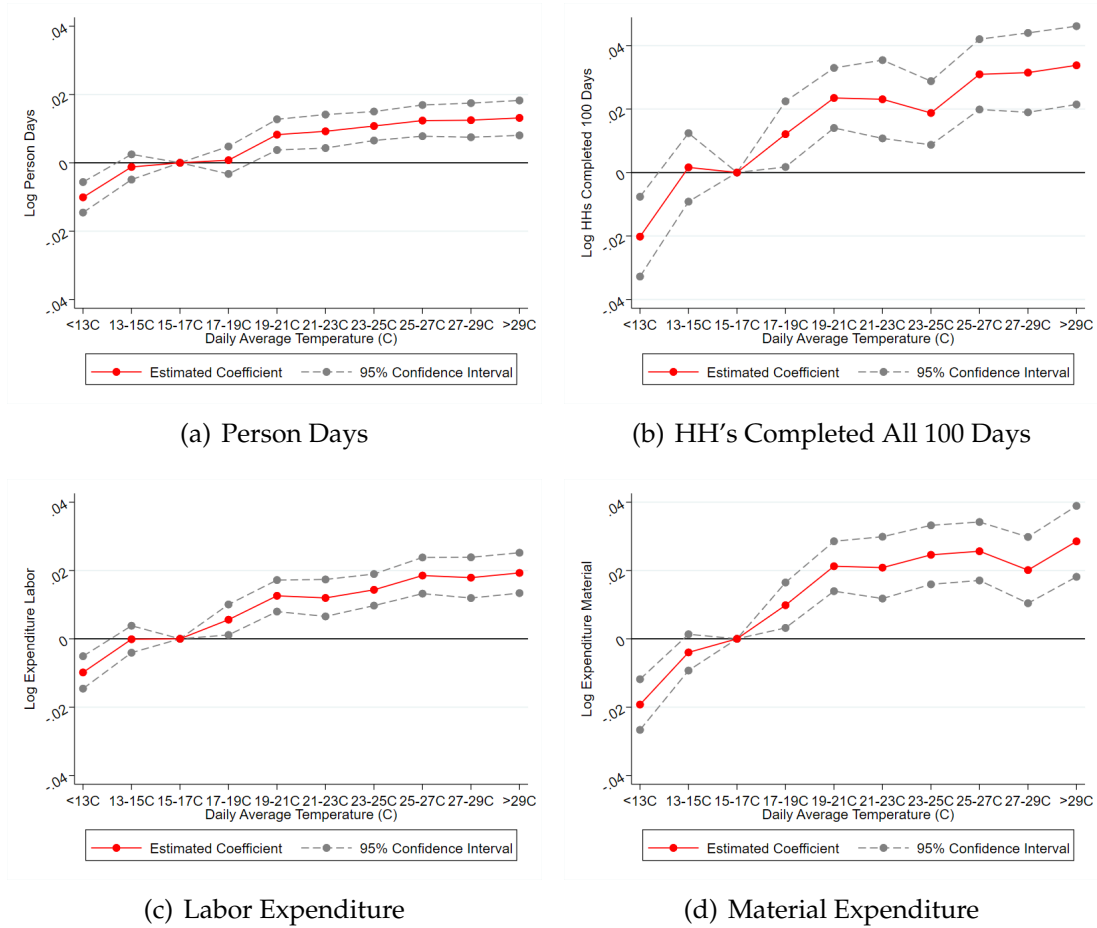 .04
.02
0
-.02
-.04
Log Person Days
<13C 13-15C 15-17C 17-19C 19-21C 21-23C 23-25C 25-27C 27-29C >29C
Daily Average Temperature (C)
Estimated Coefficient 95% Confidence Interval
(a) Person Days
.04
.02
0
-.02
-.04
Log HHs Completed 100 Days
<13C 13-15C 15-17C 17-19C 19-21C 21-23C 23-25C 25-27C 27-29C >29C
Daily Average Temperature (C)
Estimated Coefficient 95% Confidence Interval
(b) HH's Completed All 100 Days
.04
.02
0
-.02
-.04
Log Expenditure Labor
<13C 13-15C 15-17C 17-19C 19-21C 21-23C 23-25C 25-27C 27-29C >29C
Daily Average Temperature (C)
Estimated Coefficient 95% Confidence Interval
(c) Labor Expenditure
.04
.02
0
-.02
-.04
Log Expenditure Material
<13C 13-15C 15-17C 17-19C 19-21C 21-23C 23-25C 25-27C 27-29C >29C
Daily Average Temperature (C)
Estimated Coefficient 95% Confidence Interval
(d) Material Expenditure